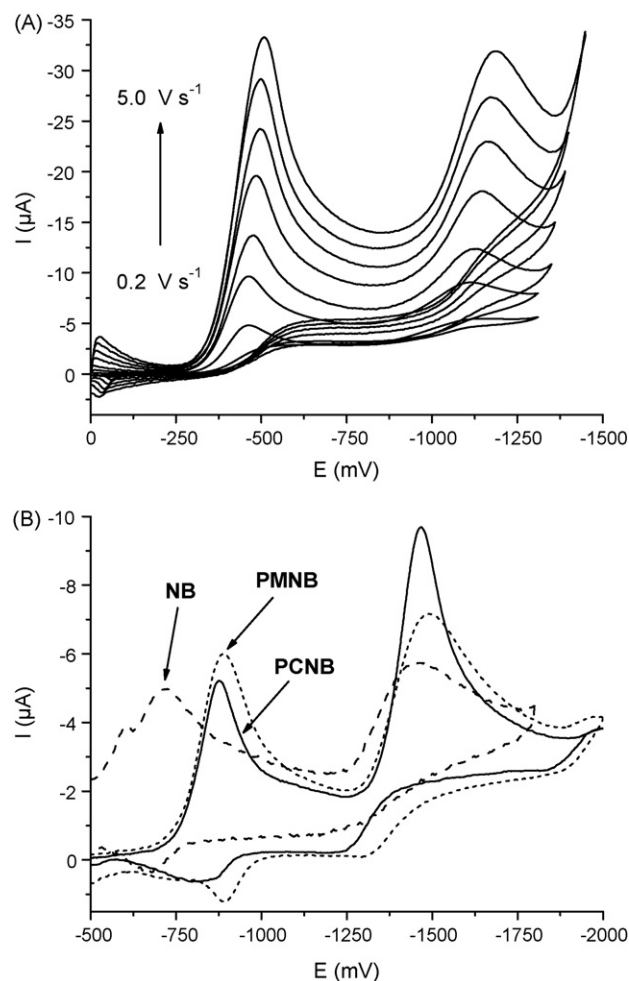 (A)
-35
-30
-25
-20
-15
-10
-5
0
I (µA)
5.0 V s⁻¹
0.2 V s⁻¹
0 -250 -500 -750 -1000 -1250 -1500
E (mV)
(B)
-10
-8
-6
-4
-2
0
I (µA)
NB
PMNB
PCNB
-500 -750 -1000 -1250 -1500 -1750 -2000
E (mV)